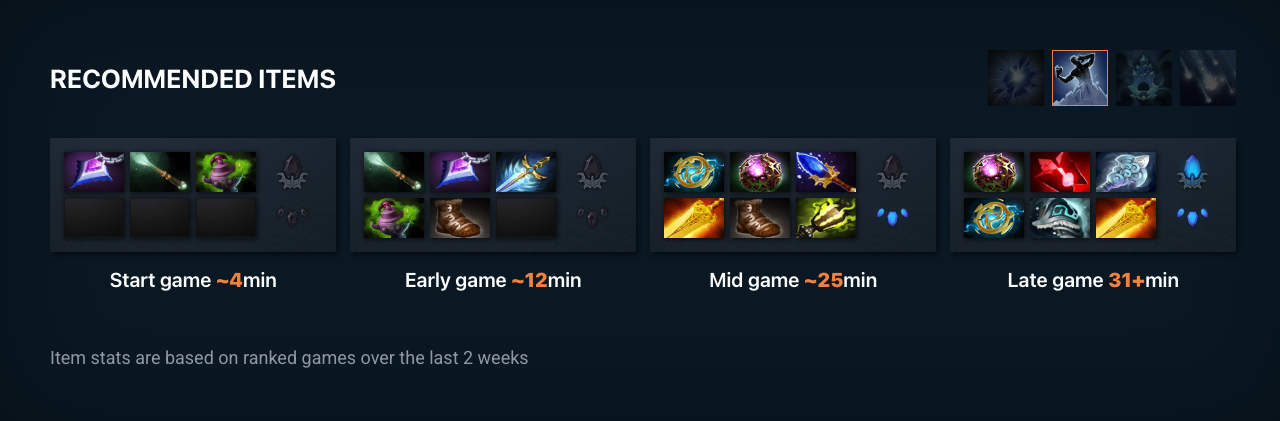 RECOMMENDED ITEMS
Start game ~4min
Early game ~12min
Mid game ~25min
Late game 31+min
Item stats are based on ranked games over the last 2 weeks